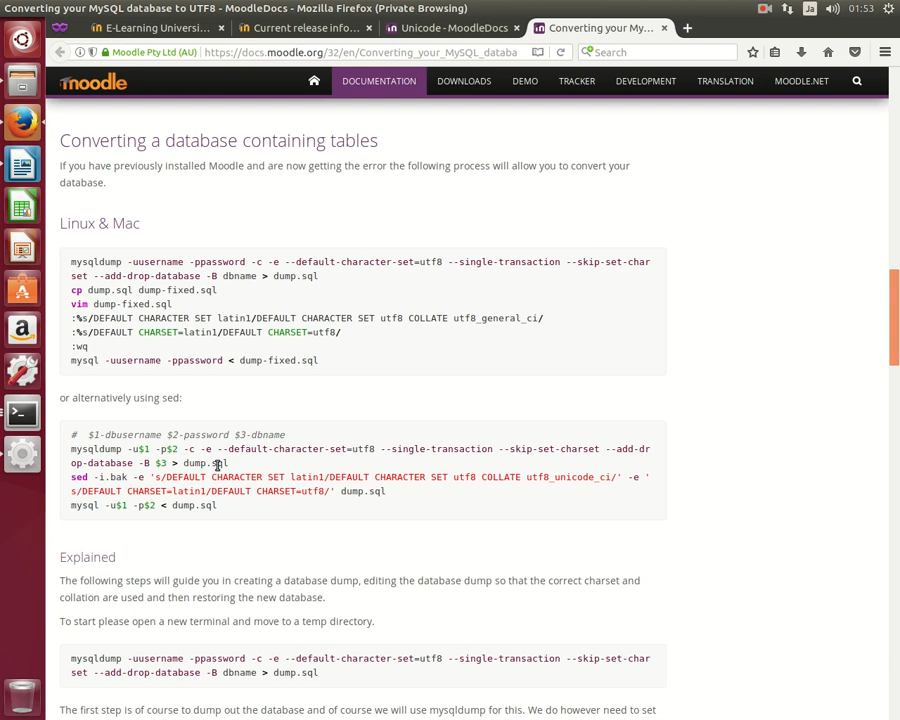 Converting your MySQL database to UTF8 - MoodleDocs - Mozilla Firefox (Private Browsing)
Ja
01:53
E-Learning Universi...
Current release info...
Unicode - MoodleDocs
Converting your My...
Moodle Pty Ltd (AU)
https://docs.moodle.org/32/en/Converting_your_MySQL_databa
Search
moodle
DOCUMENTATION
DOWNLOADS
DEMO
TRACKER
DEVELOPMENT
TRANSLATION
MOODLE.NET
Converting a database containing tables
If you have previously installed Moodle and are now getting the error the following process will allow you to convert your
database.
Linux & Mac
mysqldump -uusername -ppassword -c -e --default-character-set=utf8 --single-transaction --skip-set-char
set --add-drop-database -B dbname > dump.sql
cp dump.sql dump-fixed.sql
vim dump-fixed.sql
:%s/DEFAULT CHARACTER SET latin1/DEFAULT CHARACTER SET utf8 COLLATE utf8_general_ci/
:%s/DEFAULT CHARSET=latin1/DEFAULT CHARSET=utf8/
:wq
mysql -uusername -ppassword < dump-fixed.sql
or alternatively using sed:
# $1-dbusername $2-password $3-dbname
mysqldump -u$1 -p$2 -c -e --default-character-set=utf8 --single-transaction --skip-set-charset --add-dr
op-database -B $3 > dump.sql
sed -i.bak -e 's/DEFAULT CHARACTER SET latin1/DEFAULT CHARACTER SET utf8 COLLATE utf8_unicode_ci/' -e '
s/DEFAULT CHARSET=latin1/DEFAULT CHARSET=utf8/' dump.sql
mysql -u$1 -p$2 < dump.sql
Explained
The following steps will guide you in creating a database dump, editing the database dump so that the correct charset and
collation are used and then restoring the new database.
To start please open a new terminal and move to a temp directory.
mysqldump -uusername -ppassword -c -e --default-character-set=utf8 --single-transaction --skip-set-char
set --add-drop-database -B dbname > dump.sql
The first step is of course to dump out the database and of course we will use mysqldump for this. We do however need to set